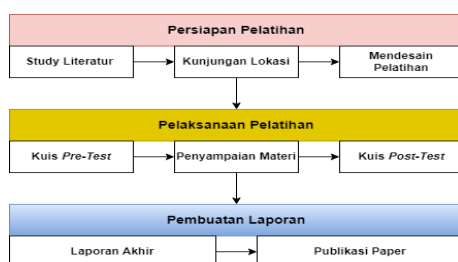 Persiapan Pelatihan
Study Literatur
Kunjungan Lokasi
Mendesain
Pelatihan
Pelaksanaan Pelatihan
Kuis Pre-Test
Penyampaian Materi
Kuis Post-Test
Pembuatan Laporan
Laporan Akhir
Publikasi Paper